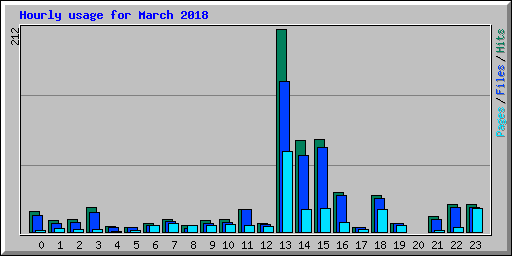 Hourly usage for March 2018
212
Pages/Files/Hits
0 1 2 3 4 5 6 7 8 9 10 11 12 13 14 15 16 17 18 19 20 21 22 23